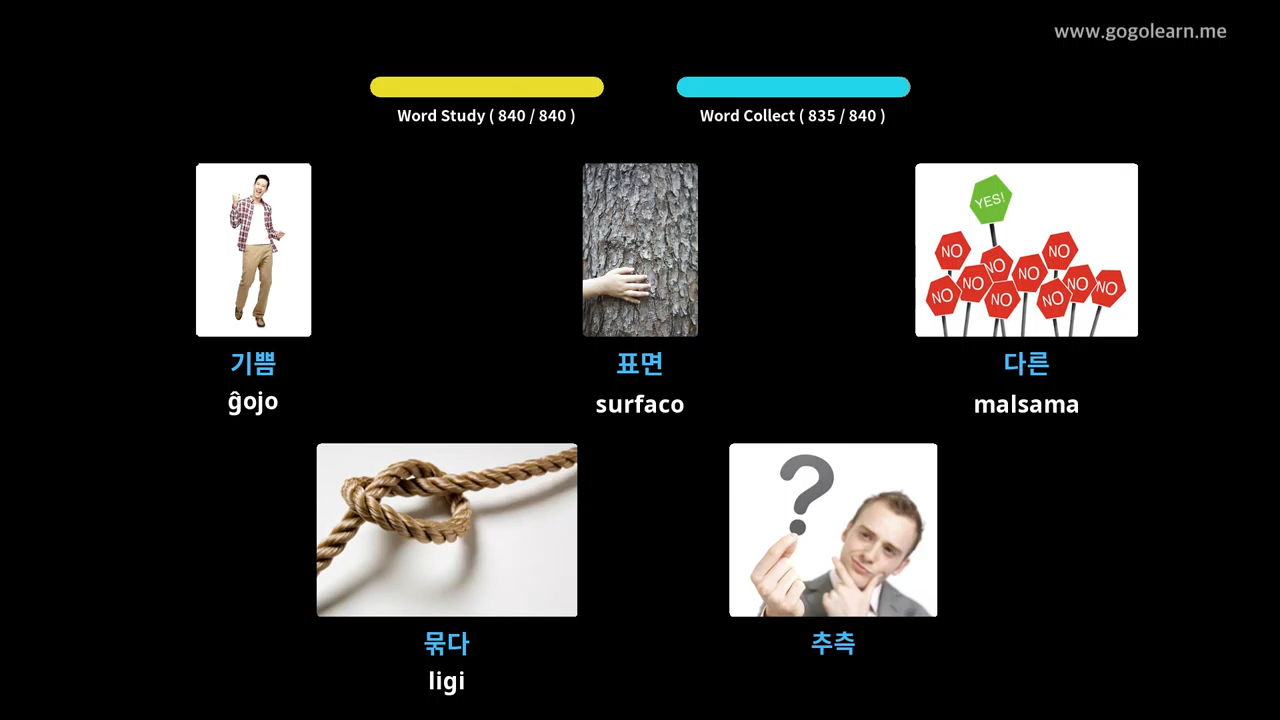 www.gogolearn.me
Word Study ( 840 / 840 )
Word Collect ( 835 / 840 )
YES!
NO
NO
NO
NO
NO
NO
NO
NO
NO
NO
기쁨
표면
다른
ĝojo
surfaco
malsama
?
묶다
추측
ligi